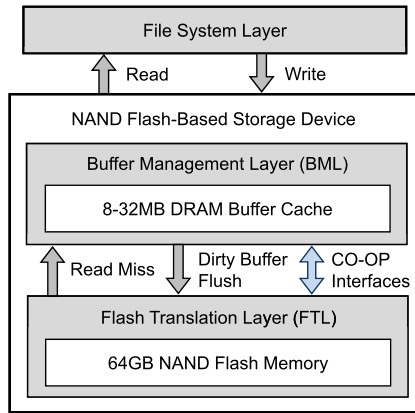 File System Layer
Read
Write
NAND Flash-Based Storage Device
Buffer Management Layer (BML)
8-32MB DRAM Buffer Cache
Read Miss
Dirty Buffer
Flush
CO-OP
Interfaces
Flash Translation Layer (FTL)
64GB NAND Flash Memory